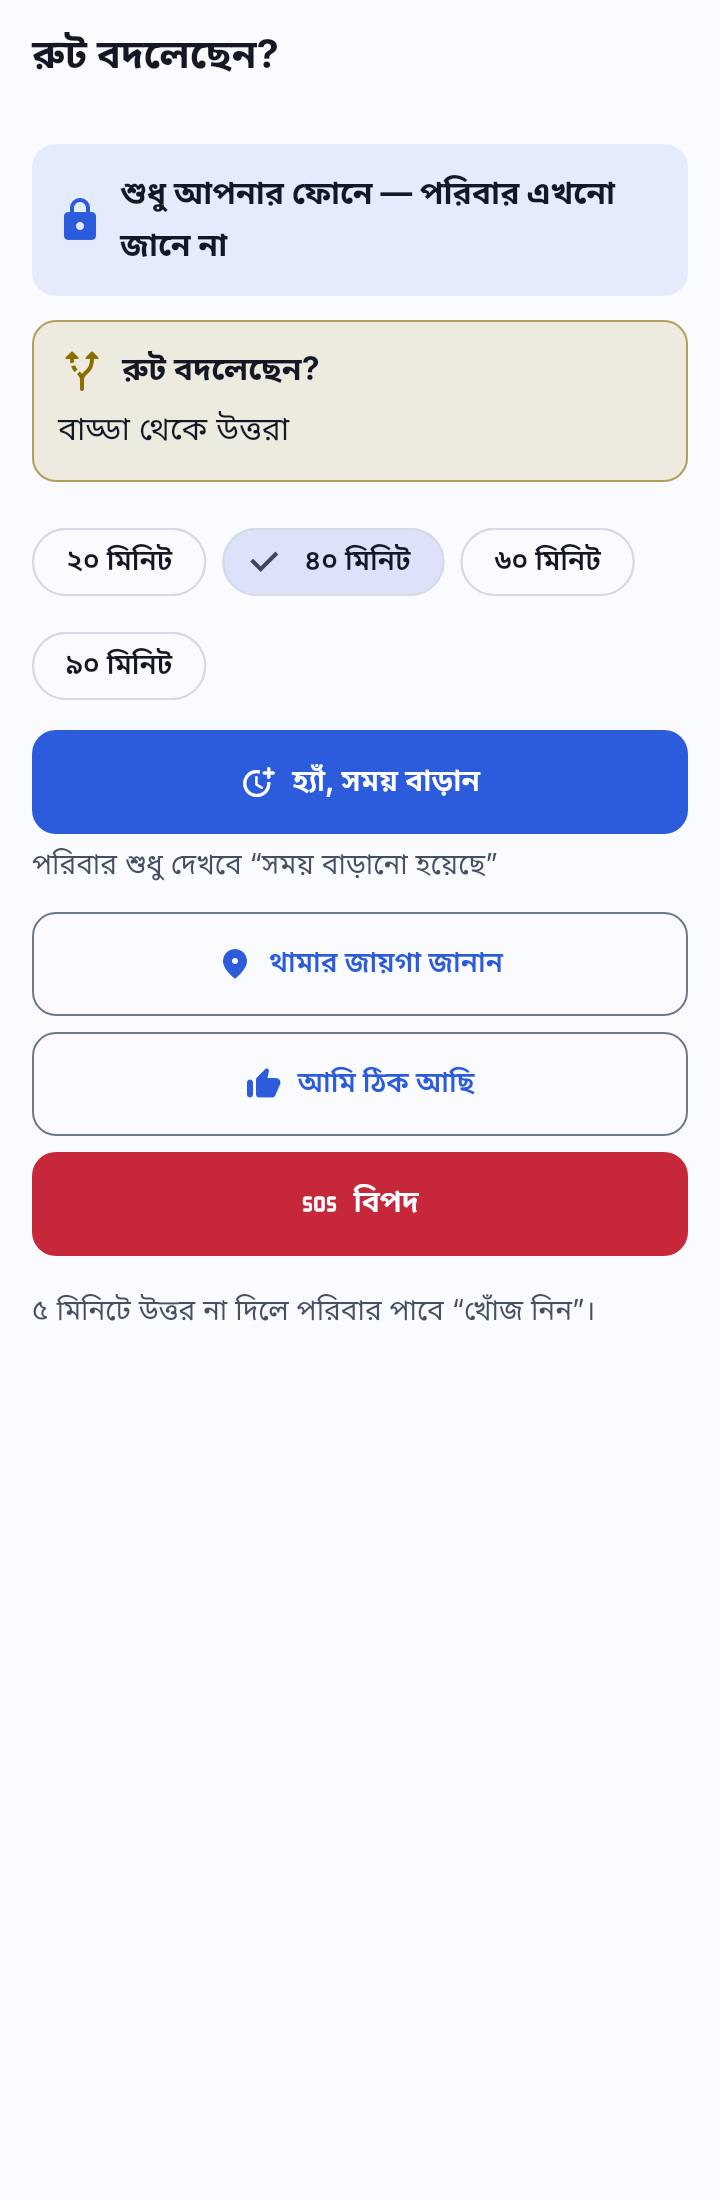 রুট বদলেছেন?
শুধু আপনার ফোনে — পরিবার এখনো
জানে না
রুট বদলেছেন?
বাড্ডা থেকে উত্তরা
২০ মিনিট
৪০ মিনিট
৬০ মিনিট
৯০ মিনিট
হ্যাঁ, সময় বাড়ান
পরিবার শুধু দেখবে “সময় বাড়ানো হয়েছে”
থামার জায়গা জানান
আমি ঠিক আছি
SOS বিপদ
৫ মিনিটে উত্তর না দিলে পরিবার পাবে “খোঁজ নিন”।